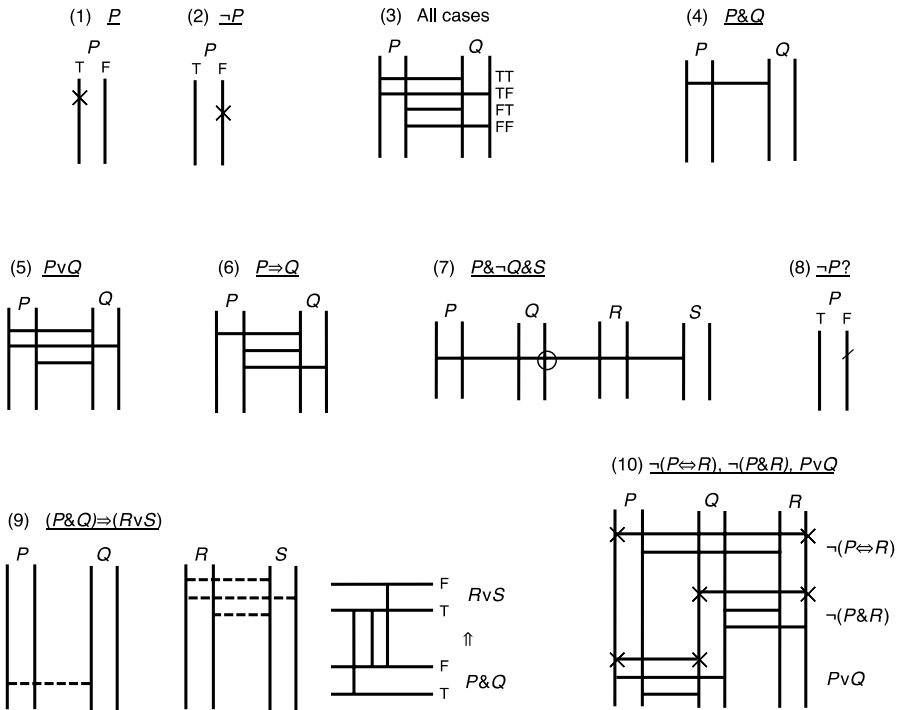 (1) P
(2) ¬P
(3) All cases
(4) P&Q
P
T F
P
T F
P Q
TT
TF
FT
FF
P Q
(5) PvQ
(6) P⇒Q
(7) P&¬Q&S
(8) ¬P?
P Q
P Q
P Q R S
P
T F
(9) (P&Q)⇒(RvS)
(10) ¬(P⇔R), ¬(P&R), PvQ
P Q
R S
F
RvS
T
⇑
F
P&Q
T
P Q R
¬(P⇔R)
¬(P&R)
PvQ